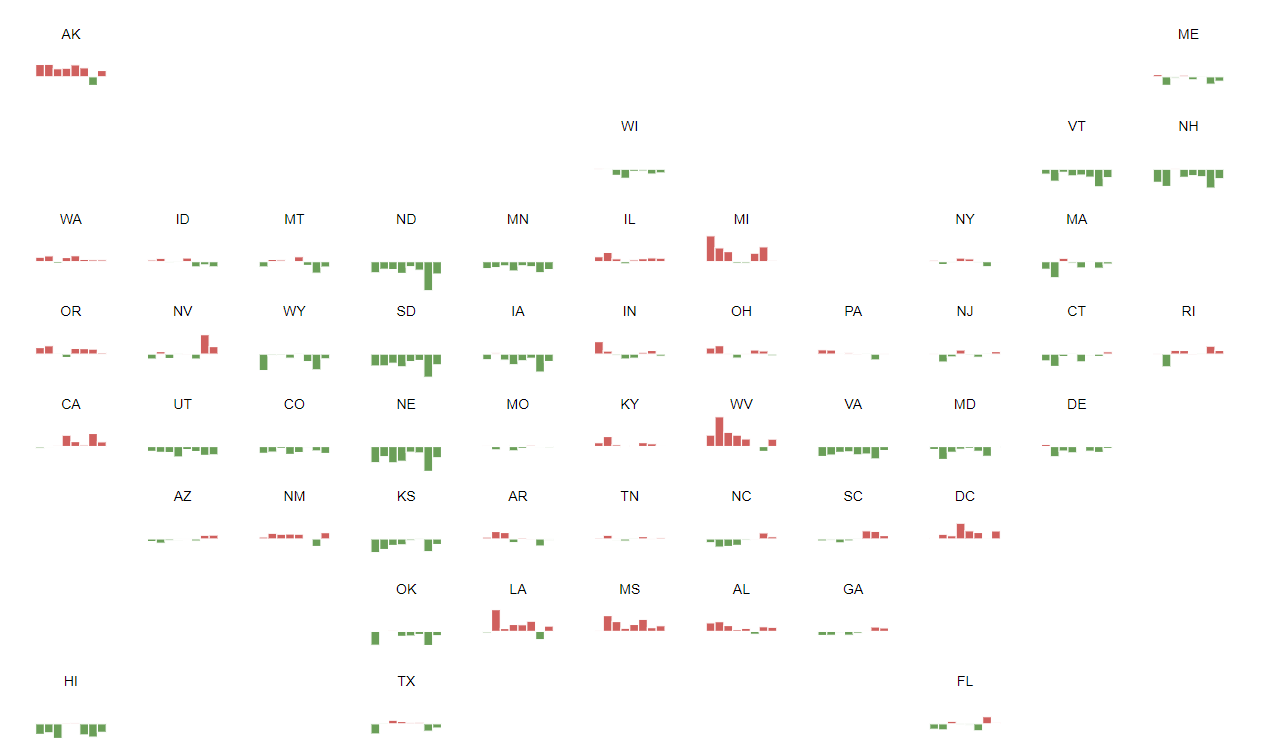 AK ME
WI VT NH
WA ID MT ND MN IL MI NY MA
OR NV WY SD IA IN OH PA NJ CT RI
CA UT CO NE MO KY WV VA MD DE
AZ NM KS AR TN NC SC DC
OK LA MS AL GA
HI TX FL